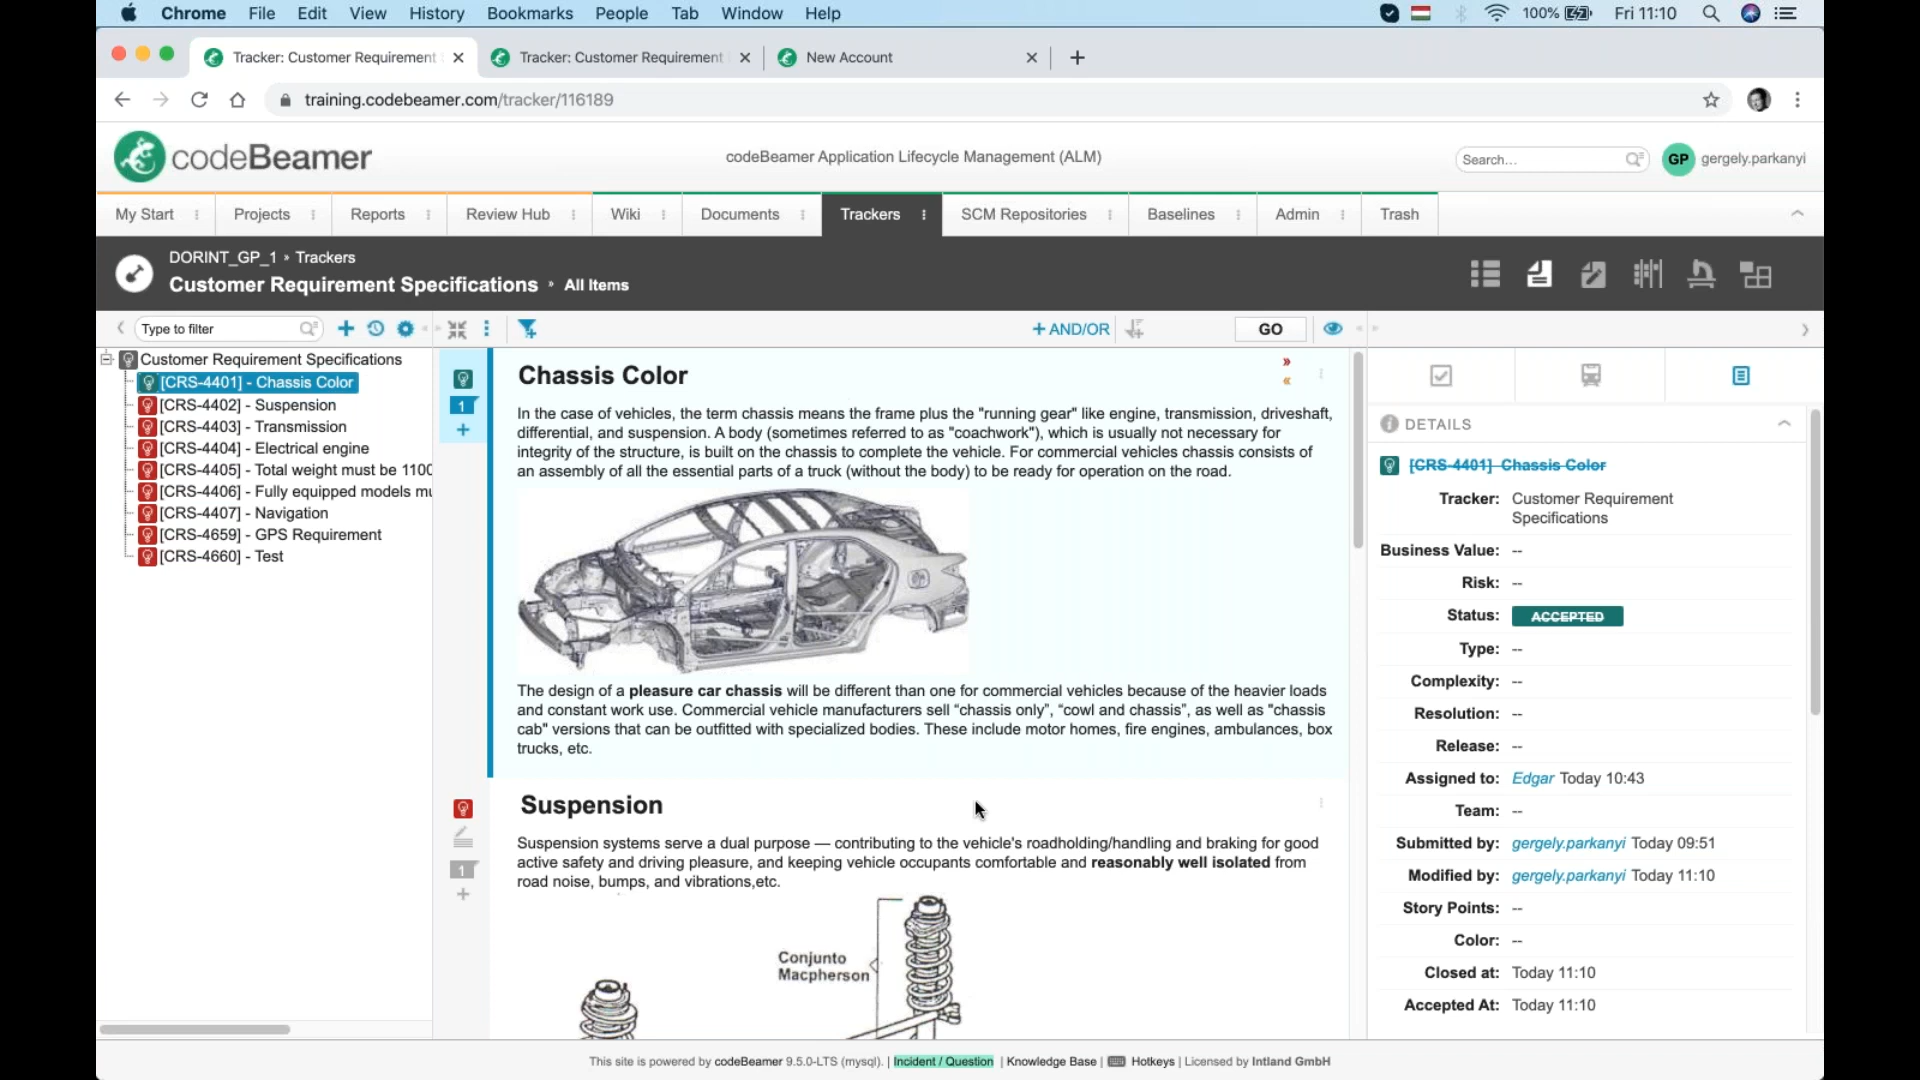 Chrome File Edit View History Bookmarks People Tab Window Help 100% Fri 11:10
Tracker: Customer Requirement Tracker: Customer Requirement New Account
training.codebeamer.com/tracker/116189
codeBeamer
codeBeamer Application Lifecycle Management (ALM)
Search... GP gergely.parkanyi
My Start Projects Reports Review Hub Wiki Documents Trackers SCM Repositories Baselines Admin Trash
DORINT_GP_1 Trackers
Customer Requirement Specifications All Items
Type to filter + AND/OR GO
Customer Requirement Specifications
[CRS-4401] - Chassis Color
[CRS-4402] - Suspension
[CRS-4403] - Transmission
[CRS-4404] - Electrical engine
[CRS-4405] - Total weight must be 1100
[CRS-4406] - Fully equipped models mu
[CRS-4407] - Navigation
[CRS-4659] - GPS Requirement
[CRS-4660] - Test
1
Chassis Color
In the case of vehicles, the term chassis means the frame plus the "running gear" like engine, transmission, driveshaft,
differential, and suspension. A body (sometimes referred to as "coachwork"), which is usually not necessary for
integrity of the structure, is built on the chassis to complete the vehicle. For commercial vehicles chassis consists of
an assembly of all the essential parts of a truck (without the body) to be ready for operation on the road.
The design of a pleasure car chassis will be different than one for commercial vehicles because of the heavier loads
and constant work use. Commercial vehicle manufacturers sell “chassis only”, “cowl and chassis”, as well as "chassis
cab" versions that can be outfitted with specialized bodies. These include motor homes, fire engines, ambulances, box
trucks, etc.
1
Suspension
Suspension systems serve a dual purpose — contributing to the vehicle's roadholding/handling and braking for good
active safety and driving pleasure, and keeping vehicle occupants comfortable and reasonably well isolated from
road noise, bumps, and vibrations,etc.
Conjunto
Macpherson
DETAILS
[CRS-4401] Chassis Color
Tracker: Customer Requirement
Specifications
Business Value: --
Risk: --
Status: ACCEPTED
Type: --
Complexity: --
Resolution: --
Release: --
Assigned to: Edgar Today 10:43
Team: --
Submitted by: gergely.parkanyi Today 09:51
Modified by: gergely.parkanyi Today 11:10
Story Points: --
Color: --
Closed at: Today 11:10
Accepted At: Today 11:10
This site is powered by codeBeamer 9.5.0-LTS (mysql). | Incident / Question | Knowledge Base | Hotkeys | Licensed by Intland GmbH